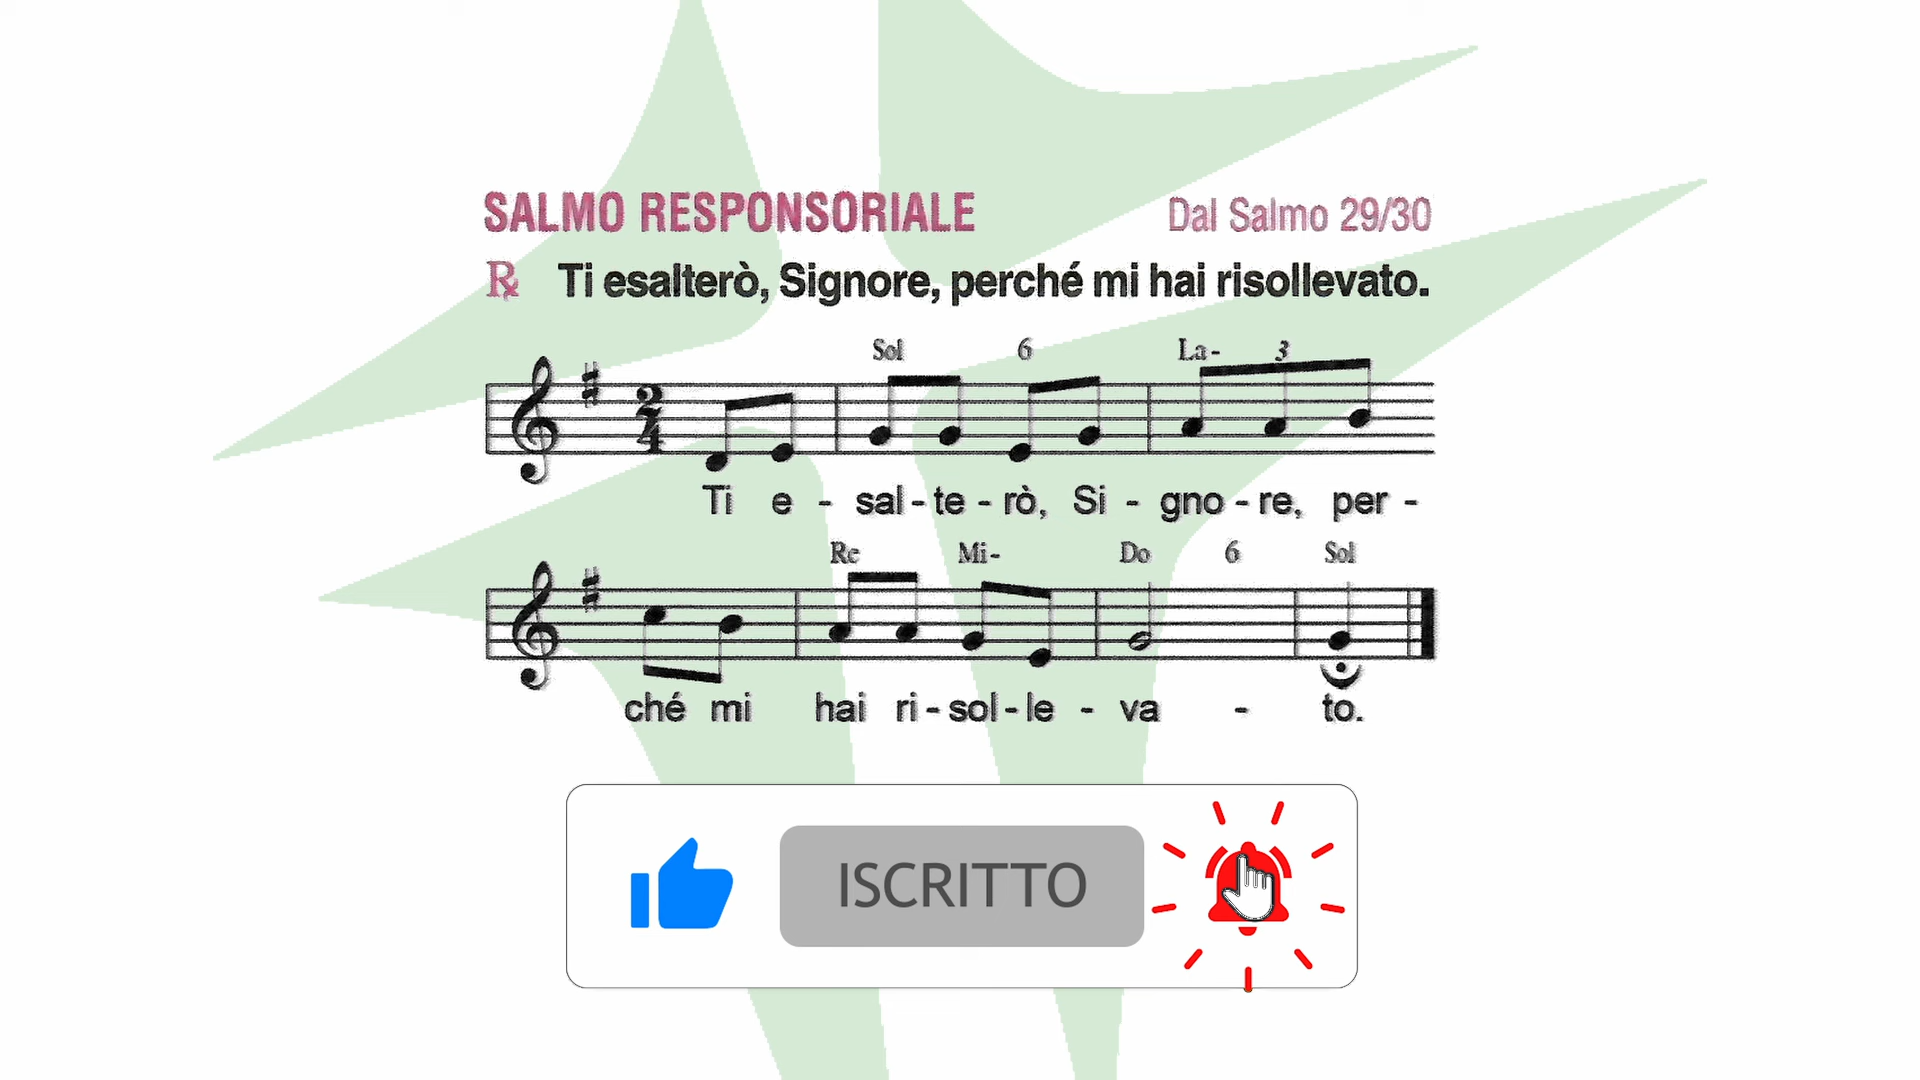 SALMO RESPONSORIALE Dal Salmo 29/30
℞ Ti esalterò, Signore, perché mi hai risollevato.
Sol 6 La- 3
2
4
Ti e - sal - te - rò, Si - gno - re, per -
Re Mi- Do 6 Sol
ché mi hai ri - sol - le - va - to.
ISCRITTO